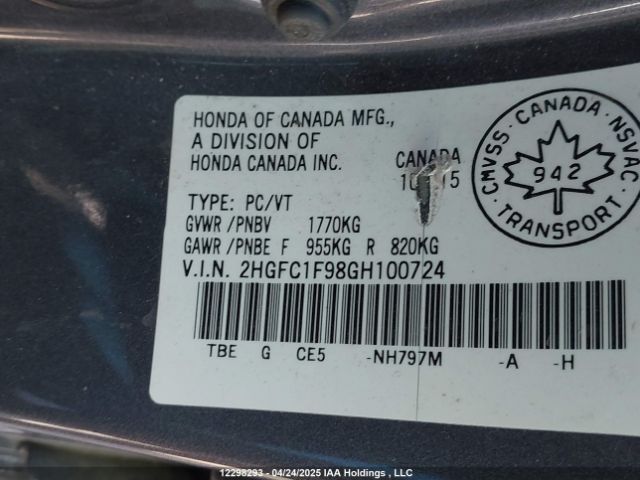 HONDA OF CANADA MFG.,
A DIVISION OF
HONDA CANADA INC.
CANADA
TYPE: PC/VT
GVWR/PNBV 1770KG
GAWR/PNBE F 955KG R 820KG
V.I.N. 2HGFC1F98GH100724
TBE G CE5 -NH797M -A -H
CMVSS · CANADA · NSVAC · TRANSPORT ·
942
12298293 - 04/24/2025 IAA Holdings , LLC